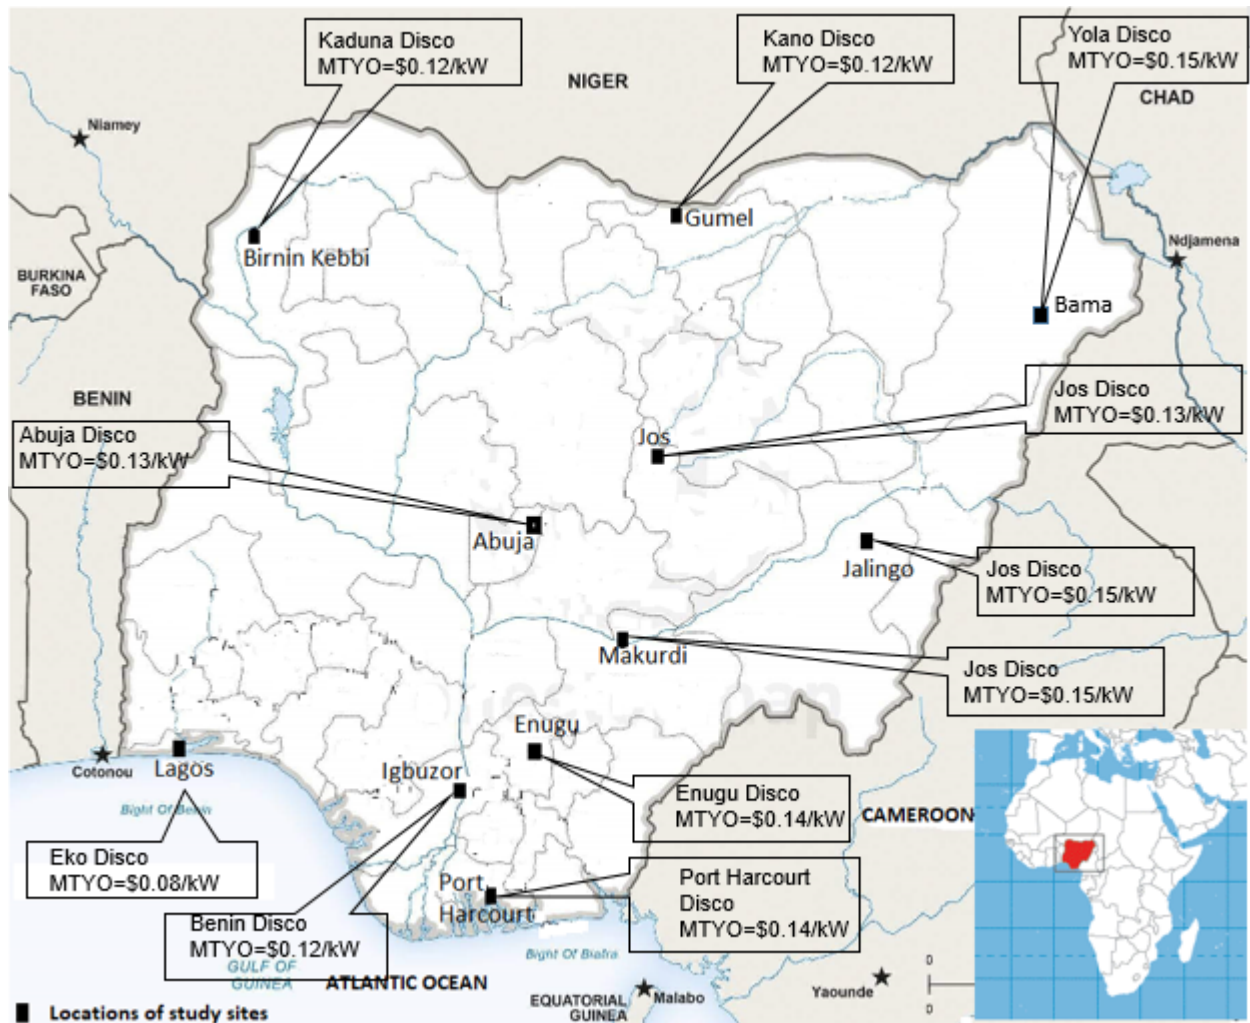 Kaduna Disco
MTYO=$0.12/kW
Kano Disco
MTYO=$0.12/kW
Yola Disco
MTYO=$0.15/kW
NIGER
CHAD
Niamey
Gumel
Birnin Kebbi
Ndjamena
BURKINA
FASO
Bama
BENIN
Jos Disco
MTYO=$0.13/kW
Abuja Disco
MTYO=$0.13/kW
Jos
Abuja
Jalingo
Jos Disco
MTYO=$0.15/kW
Makurdi
Jos Disco
MTYO=$0.15/kW
Enugu
Cotonou
Lagos
Igbuzor
Bight Of Benin
Enugu Disco
MTYO=$0.14/kW
CAMEROON
Eko Disco
MTYO=$0.08/kW
Port
Harcourt
Port Harcourt
Disco
MTYO=$0.14/kW
Benin Disco
MTYO=$0.12/kW
GULF OF
GUINEA
Bight Of Biafra
ATLANTIC OCEAN
EQUATORIAL
GUINEA
Malabo
Yaounde
0
0
Locations of study sites